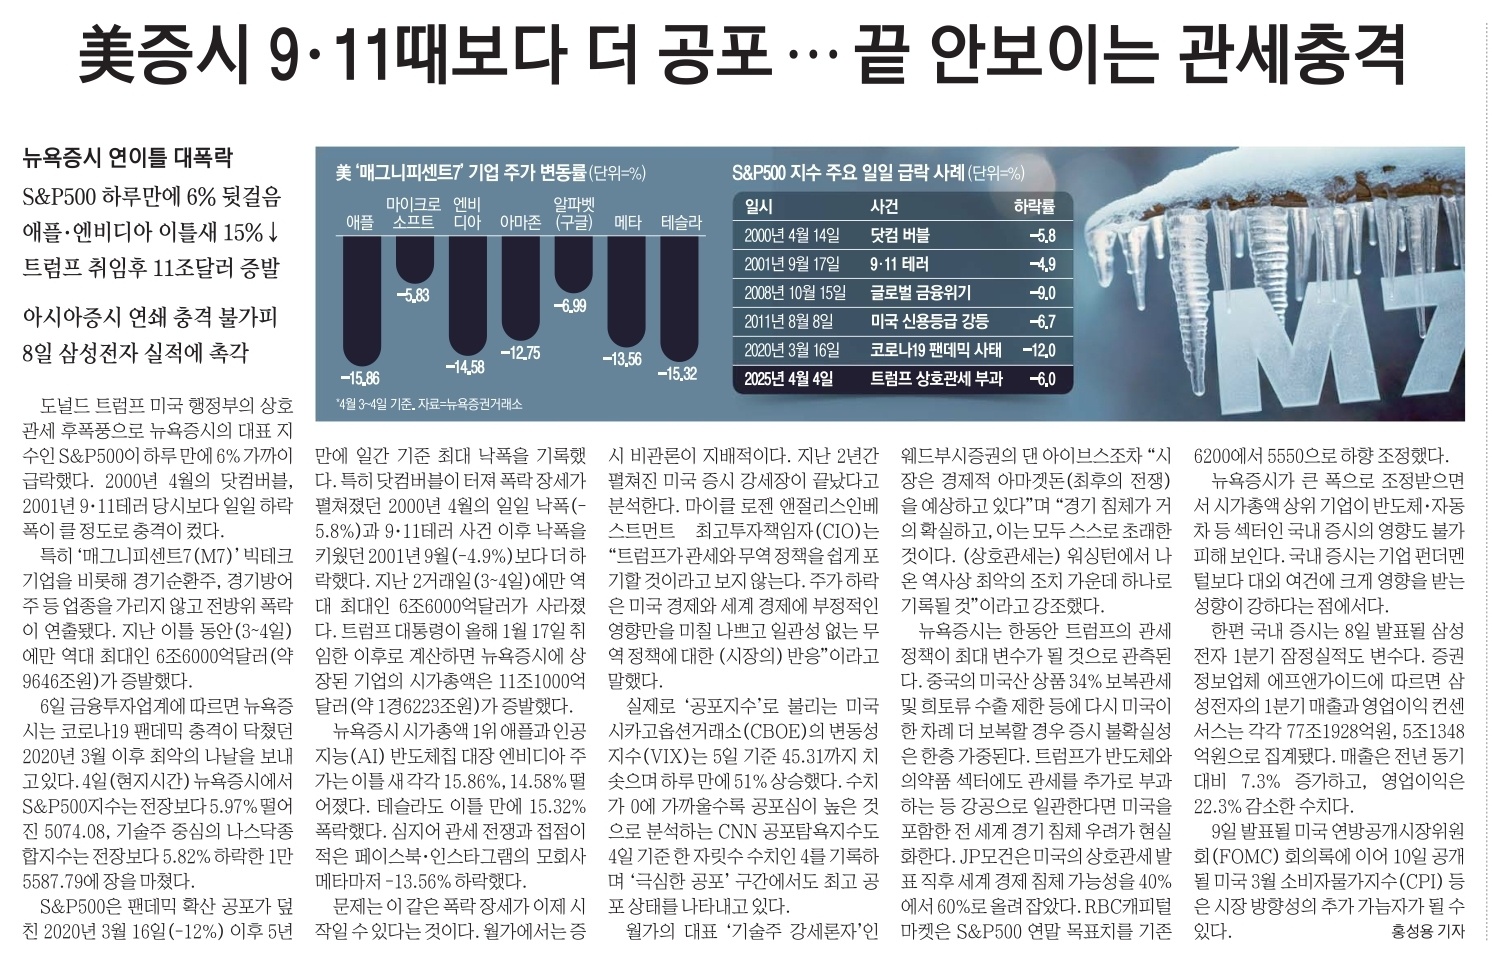 美증시 9·11때보다 더 공포 … 끝 안보이는 관세충격
뉴욕증시 연이틀 대폭락
S&P500 하루만에 6% 뒷걸음
애플·엔비디아 이틀새 15%↓
트럼프 취임후 11조달러 증발
아시아증시 연쇄 충격 불가피
8일 삼성전자 실적에 촉각
美 ‘매그니피센트7’ 기업 주가 변동률 (단위=%)
애플
마이크로
소프트
엔비
디아
아마존
알파벳
(구글)
메타
테슬라
-15.86
-5.83
-14.58
-12.75
-6.99
-13.56
-15.32
*4월 3~4일 기준. 자료=뉴욕증권거래소
S&P500 지수 주요 일일 급락 사례 (단위=%)
일시 사건 하락률
2000년 4월 14일 닷컴 버블 -5.8
2001년 9월 17일 9·11 테러 -4.9
2008년 10월 15일 글로벌 금융위기 -9.0
2011년 8월 8일 미국 신용등급 강등 -6.7
2020년 3월 16일 코로나19 팬데믹 사태 -12.0
2025년 4월 4일 트럼프 상호관세 부과 -6.0
M7
도널드 트럼프 미국 행정부의 상호
관세 후폭풍으로 뉴욕증시의 대표 지
수인 S&P500이 하루 만에 6% 가까이
급락했다. 2000년 4월의 닷컴버블,
2001년 9·11테러 당시보다 일일 하락
폭이 클 정도로 충격이 컸다.
특히 ‘매그니피센트7(M7)’ 빅테크
기업을 비롯해 경기순환주, 경기방어
주 등 업종을 가리지 않고 전방위 폭락
이 연출됐다. 지난 이틀 동안(3~4일)
에만 역대 최대인 6조6000억달러(약
9646조원)가 증발했다.
6일 금융투자업계에 따르면 뉴욕증
시는 코로나19 팬데믹 충격이 닥쳤던
2020년 3월 이후 최악의 나날을 보내
고 있다. 4일(현지시간) 뉴욕증시에서
S&P500지수는 전장보다 5.97% 떨어
진 5074.08, 기술주 중심의 나스닥종
합지수는 전장보다 5.82% 하락한 1만
5587.79에 장을 마쳤다.
S&P500은 팬데믹 확산 공포가 덮
친 2020년 3월 16일(-12%) 이후 5년
만에 일간 기준 최대 낙폭을 기록했
다. 특히 닷컴버블이 터져 폭락 장세가
펼쳐졌던 2000년 4월의 일일 낙폭(-
5.8%)과 9·11테러 사건 이후 낙폭을
키웠던 2001년 9월(-4.9%)보다 더 하
락했다. 지난 2거래일(3~4일)에만 역
대 최대인 6조6000억달러가 사라졌
다. 트럼프 대통령이 올해 1월 17일 취
임한 이후로 계산하면 뉴욕증시에 상
장된 기업의 시가총액은 11조1000억
달러(약 1경6223조원)가 증발했다.
뉴욕증시 시가총액 1위 애플과 인공
지능(AI) 반도체칩 대장 엔비디아 주
가는 이틀 새 각각 15.86%, 14.58% 떨
어졌다. 테슬라도 이틀 만에 15.32%
폭락했다. 심지어 관세 전쟁과 접점이
적은 페이스북·인스타그램의 모회사
메타마저 -13.56% 하락했다.
문제는 이 같은 폭락 장세가 이제 시
작일 수 있다는 것이다. 월가에서는 증
시 비관론이 지배적이다. 지난 2년간
펼쳐진 미국 증시 강세장이 끝났다고
분석한다. 마이클 로젠 앤젤리스인베
스트먼트 최고투자책임자(CIO)는
“트럼프가 관세와 무역 정책을 쉽게 포
기할 것이라고 보지 않는다. 주가 하락
은 미국 경제와 세계 경제에 부정적인
영향만을 미칠 나쁘고 일관성 없는 무
역 정책에 대한 (시장의) 반응”이라고
말했다.
실제로 ‘공포지수’로 불리는 미국
시카고옵션거래소(CBOE)의 변동성
지수(VIX)는 5일 기준 45.31까지 치
솟으며 하루 만에 51% 상승했다. 수치
가 0에 가까울수록 공포심이 높은 것
으로 분석하는 CNN 공포탐욕지수도
4일 기준 한 자릿수 수치인 4를 기록하
며 ‘극심한 공포’ 구간에서도 최고 공
포 상태를 나타내고 있다.
월가의 대표 ‘기술주 강세론자’인
웨드부시증권의 댄 아이브스조차 “시
장은 경제적 아마겟돈(최후의 전쟁)
을 예상하고 있다”며 “경기 침체가 거
의 확실하고, 이는 모두 스스로 초래한
것이다. (상호관세는) 워싱턴에서 나
온 역사상 최악의 조치 가운데 하나로
기록될 것”이라고 강조했다.
뉴욕증시는 한동안 트럼프의 관세
정책이 최대 변수가 될 것으로 관측된
다. 중국의 미국산 상품 34% 보복관세
및 희토류 수출 제한 등에 다시 미국이
한 차례 더 보복할 경우 증시 불확실성
은 한층 가중된다. 트럼프가 반도체와
의약품 섹터에도 관세를 추가로 부과
하는 등 강공으로 일관한다면 미국을
포함한 전 세계 경기 침체 우려가 현실
화한다. JP모건은 미국의 상호관세 발
표 직후 세계 경제 침체 가능성을 40%
에서 60%로 올려 잡았다. RBC캐피털
마켓은 S&P500 연말 목표치를 기존
6200에서 5550으로 하향 조정했다.
뉴욕증시가 큰 폭으로 조정받으면
서 시가총액 상위 기업이 반도체·자동
차 등 섹터인 국내 증시의 영향도 불가
피해 보인다. 국내 증시는 기업 펀더멘
털보다 대외 여건에 크게 영향을 받는
성향이 강하다는 점에서다.
한편 국내 증시는 8일 발표될 삼성
전자 1분기 잠정실적도 변수다. 증권
정보업체 에프앤가이드에 따르면 삼
성전자의 1분기 매출과 영업이익 컨센
서스는 각각 77조1928억원, 5조1348
억원으로 집계됐다. 매출은 전년 동기
대비 7.3% 증가하고, 영업이익은
22.3% 감소한 수치다.
9일 발표될 미국 연방공개시장위원
회(FOMC) 회의록에 이어 10일 공개
될 미국 3월 소비자물가지수(CPI) 등
은 시장 방향성의 추가 가늠자가 될 수
있다. 홍성용 기자